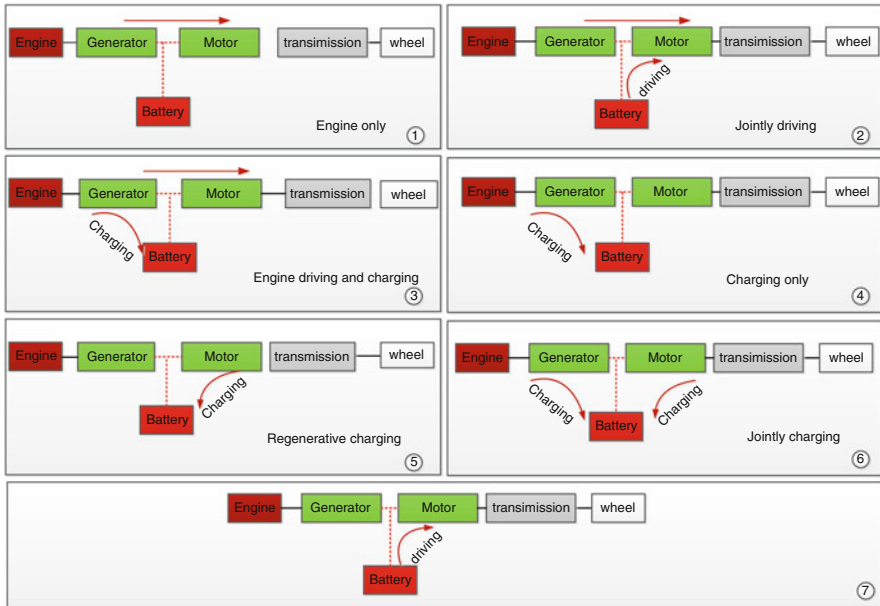 Engine Generator Motor transimission wheel
Battery
Engine only
1
Engine Generator Motor transimission wheel
driving
Battery
Jointly driving
2
Engine Generator Motor transimission wheel
Charging
Battery
Engine driving and charging
3
Engine Generator Motor transimission wheel
Charging
Battery
Charging only
4
Engine Generator Motor transimission wheel
Charging
Battery
Regenerative charging
5
Engine Generator Motor transimission wheel
Charging Charging
Battery
Jointly charging
6
Engine Generator Motor transimission wheel
driving
Battery
7